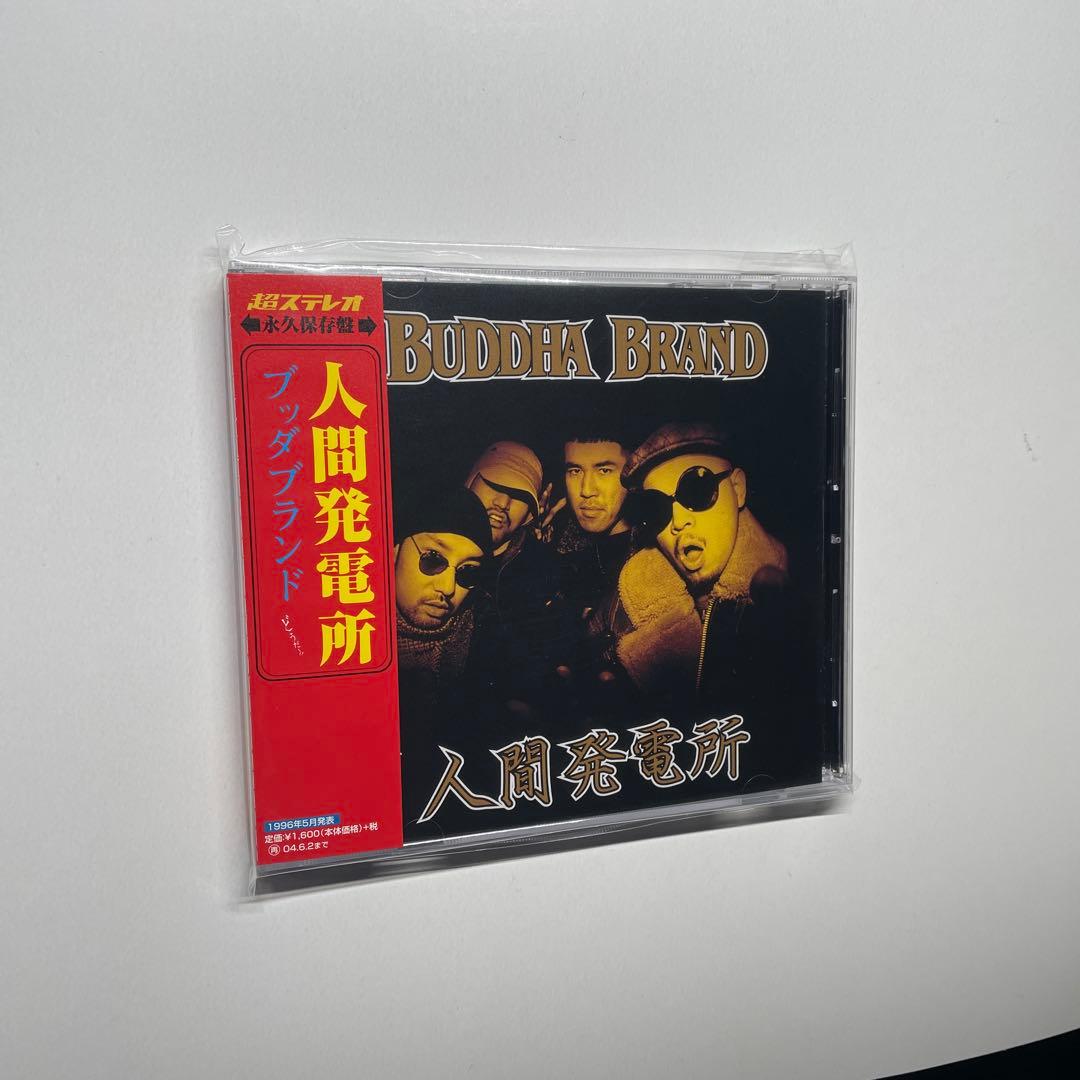 超ステレオ
永久保存盤
人間発電所
ブッダブランド
1996年5月発表
定価:¥1,600(本体価格)+税
再 04.6.2まで
BUDDHA BRAND
人間発電所